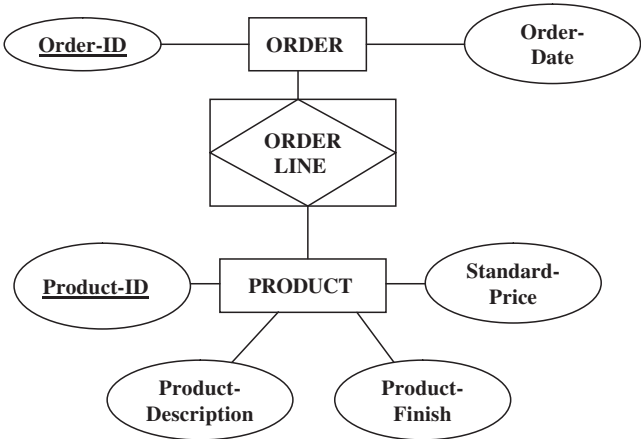 Order-ID
ORDER
Order-
Date
ORDER
LINE
Product-ID
PRODUCT
Standard-
Price
Product-
Description
Product-
Finish